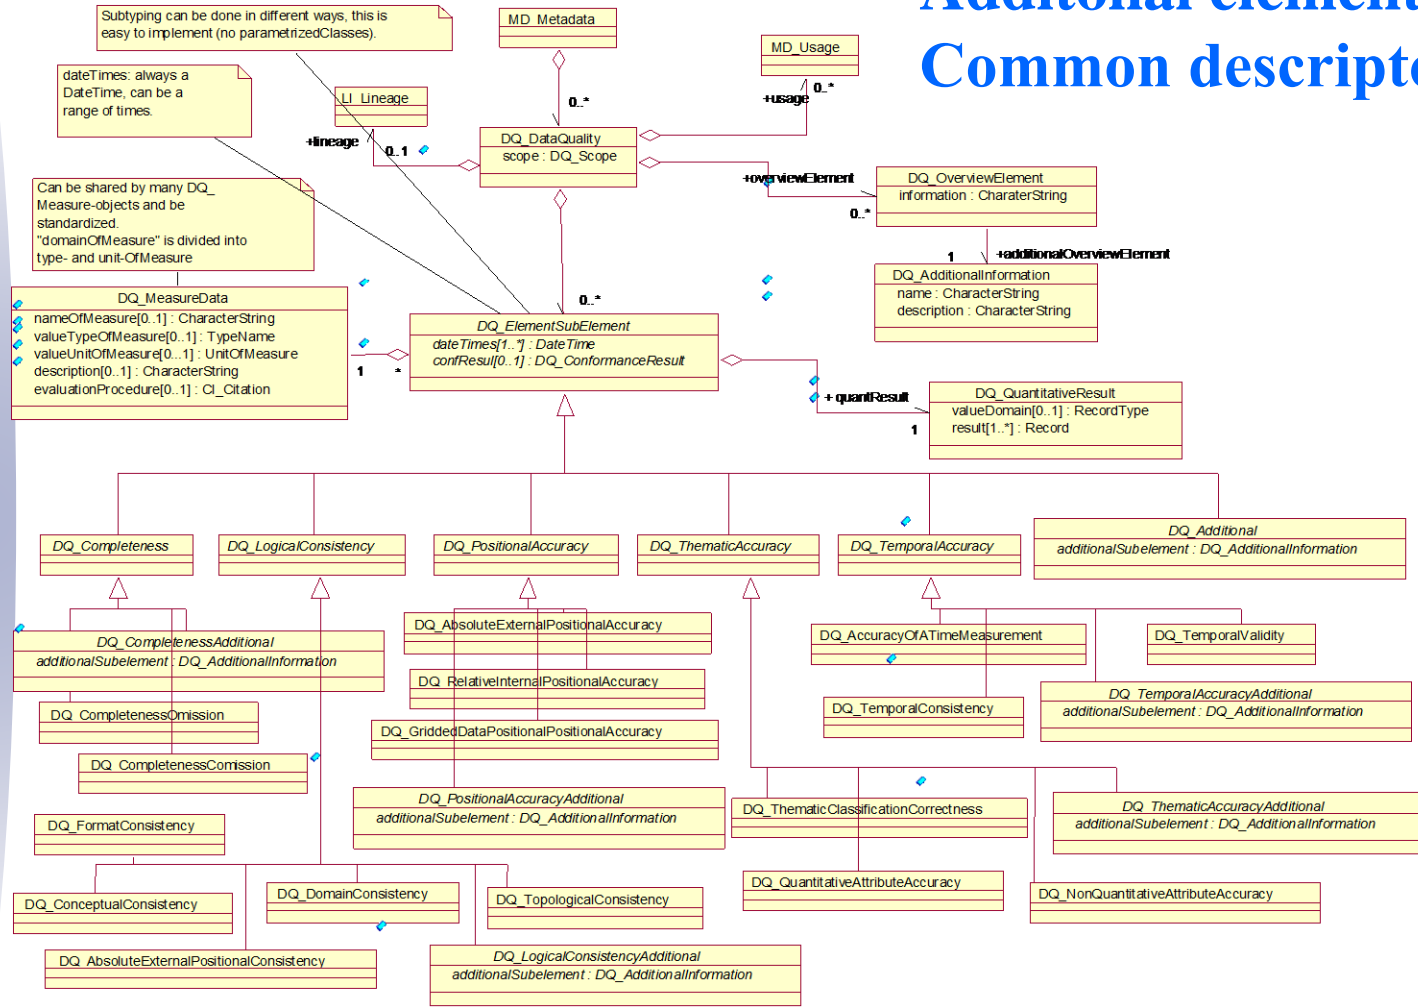 Additonal element
Common descripto
Subtyping can be done in different ways, this is
easy to implement (no parametrizedClasses).
MD_Metadata
MD_Usage
dateTimes: always a
DateTime, can be a
range of times.
LI_Lineage
0..*
+usage
0..*
+lineage
0..1
DQ_DataQuality
scope : DQ_Scope
Can be shared by many DQ_
Measure-objects and be
standardized.
"domainOfMeasure" is divided into
type- and unit-OfMeasure
+overviewElement
0..*
DQ_OverviewElement
information : CharaterString
1
+additionalOverviewElement
DQ_AdditionalInformation
name : CharacterString
description : CharacterString
DQ_MeasureData
nameOfMeasure[0..1] : CharacterString
valueTypeOfMeasure[0..1] : TypeName
valueUnitOfMeasure[0...1] : UnitOfMeasure
description[0..1] : CharacterString
evaluationProcedure[0..1] : CI_Citation
1
*
0..*
DQ_ElementSubElement
dateTimes[1..*] : DateTime
confResul[0..1] : DQ_ConformanceResult
+ quantResult
1
DQ_QuantitativeResult
valueDomain[0..1] : RecordType
result[1..*] : Record
DQ_Completeness
DQ_LogicalConsistency
DQ_PositionalAccuracy
DQ_ThematicAccuracy
DQ_TemporalAccuracy
DQ_Additional
additionalSubelement : DQ_AdditionalInformation
DQ_CompletenessAdditional
additionalSubelement : DQ_AdditionalInformation
DQ_AbsoluteExternalPositionalAccuracy
DQ_AccuracyOfATimeMeasurement
DQ_TemporalValidity
DQ_RelativeInternalPositionalAccuracy
DQ_CompletenessOmission
DQ_GriddedDataPositionalPositionalAccuracy
DQ_TemporalConsistency
DQ_TemporalAccuracyAdditional
additionalSubelement : DQ_AdditionalInformation
DQ_CompletenessComission
DQ_PositionalAccuracyAdditional
additionalSubelement : DQ_AdditionalInformation
DQ_ThematicClassificationCorrectness
DQ_ThematicAccuracyAdditional
additionalSubelement : DQ_AdditionalInformation
DQ_FormatConsistency
DQ_ConceptualConsistency
DQ_DomainConsistency
DQ_TopologicalConsistency
DQ_QuantitativeAttributeAccuracy
DQ_NonQuantitativeAttributeAccuracy
DQ_AbsoluteExternalPositionalConsistency
DQ_LogicalConsistencyAdditional
additionalSubelement : DQ_AdditionalInformation